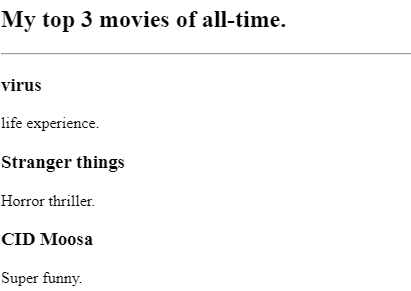 My top 3 movies of all-time.
virus
life experience.
Stranger things
Horror thriller.
CID Moosa
Super funny.